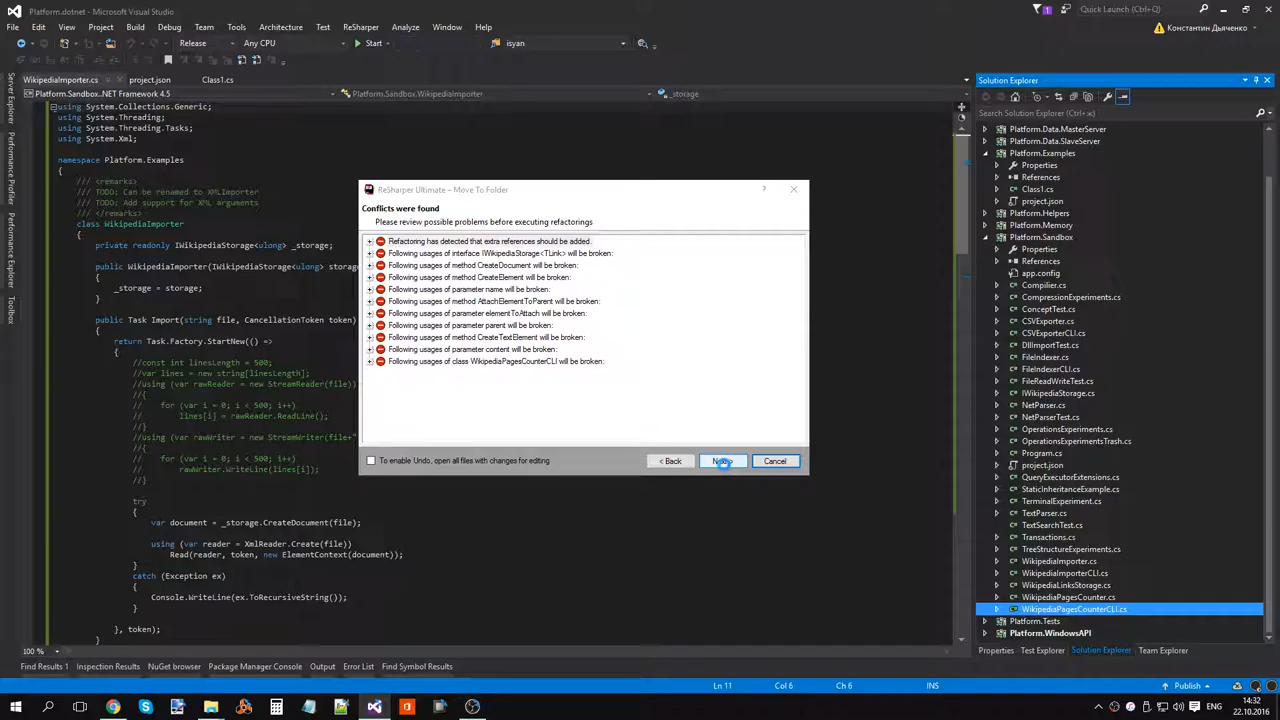 Platform.dotnet - Microsoft Visual Studio
Quick Launch (Ctrl+Q)
File Edit View Project Build Debug Team Tools Architecture Test ReSharper Analyze Window Help
Константин Дьяченко
Release Any CPU Start isyan
WikipediaImporter.cs project.json Class1.cs
Platform.Sandbox..NET Framework 4.5 Platform.Sandbox.WikipediaImporter _storage
Server Explorer
Performance Profiler
Performance Explorer
Toolbox
using System.Collections.Generic;
using System.Threading;
using System.Threading.Tasks;
using System.Xml;
namespace Platform.Examples
{
/// <remarks>
/// TODO: Can be renamed to XMLImporter
/// TODO: Add support for XML arguments
/// </remarks>
class WikipediaImporter
{
private readonly IWikipediaStorage<ulong> _storage;
public WikipediaImporter(IWikipediaStorage<ulong> storage)
{
_storage = storage;
}
public Task Import(string file, CancellationToken token)
{
return Task.Factory.StartNew(() =>
{
//const int linesLength = 500;
//var lines = new string[linesLength];
//using (var rawReader = new StreamReader(file))
//{
// for (var i = 0; i < 500; i++)
// lines[i] = rawReader.ReadLine();
//}
//using (var rawWriter = new StreamWriter(file+"
//{
// for (var i = 0; i < 500; i++)
// rawWriter.WriteLine(lines[i]);
//}
try
{
var document = _storage.CreateDocument(file);
using (var reader = XmlReader.Create(file))
Read(reader, token, new ElementContext(document));
}
catch (Exception ex)
{
Console.WriteLine(ex.ToRecursiveString());
}
}, token);
}
100 %
ReSharper Ultimate – Move To Folder
Conflicts were found
Please review possible problems before executing refactorings
Refactoring has detected that extra references should be added.
Following usages of interface IWikipediaStorage<TLink> will be broken:
Following usages of method CreateDocument will be broken:
Following usages of method CreateElement will be broken:
Following usages of parameter name will be broken:
Following usages of method AttachElementToParent will be broken:
Following usages of parameter elementToAttach will be broken:
Following usages of parameter parent will be broken:
Following usages of method CreateTextElement will be broken:
Following usages of parameter content will be broken:
Following usages of class WikipediaPagesCounterCLI will be broken:
To enable Undo, open all files with changes for editing
< Back
Cancel
Solution Explorer
Search Solution Explorer (Ctrl+ж)
Platform.Data.MasterServer
Platform.Data.SlaveServer
Platform.Examples
Properties
References
Class1.cs
project.json
Platform.Helpers
Platform.Memory
Platform.Sandbox
Properties
References
app.config
Compilier.cs
CompressionExperiments.cs
ConceptTest.cs
CSVExporter.cs
CSVExporterCLI.cs
DllImportTest.cs
FileIndexer.cs
FileIndexerCLI.cs
FileReadWriteTest.cs
IWikipediaStorage.cs
NetParser.cs
NetParserTest.cs
OperationsExperiments.cs
OperationsExperimentsTrash.cs
Program.cs
project.json
QueryExecutorExtensions.cs
StaticInheritanceExample.cs
TerminalExperiment.cs
TextParser.cs
TextSearchTest.cs
Transactions.cs
TreeStructureExperiments.cs
WikipediaImporter.cs
WikipediaImporterCLI.cs
WikipediaLinksStorage.cs
WikipediaPagesCounter.cs
WikipediaPagesCounterCLI.cs
Platform.Tests
Platform.WindowsAPI
Properties Test Explorer Solution Explorer Team Explorer
Find Results 1 Inspection Results NuGet browser Package Manager Console Output Error List Find Symbol Results
Ln 11 Col 6 Ch 6 INS Publish
ENG
14:32
22.10.2016